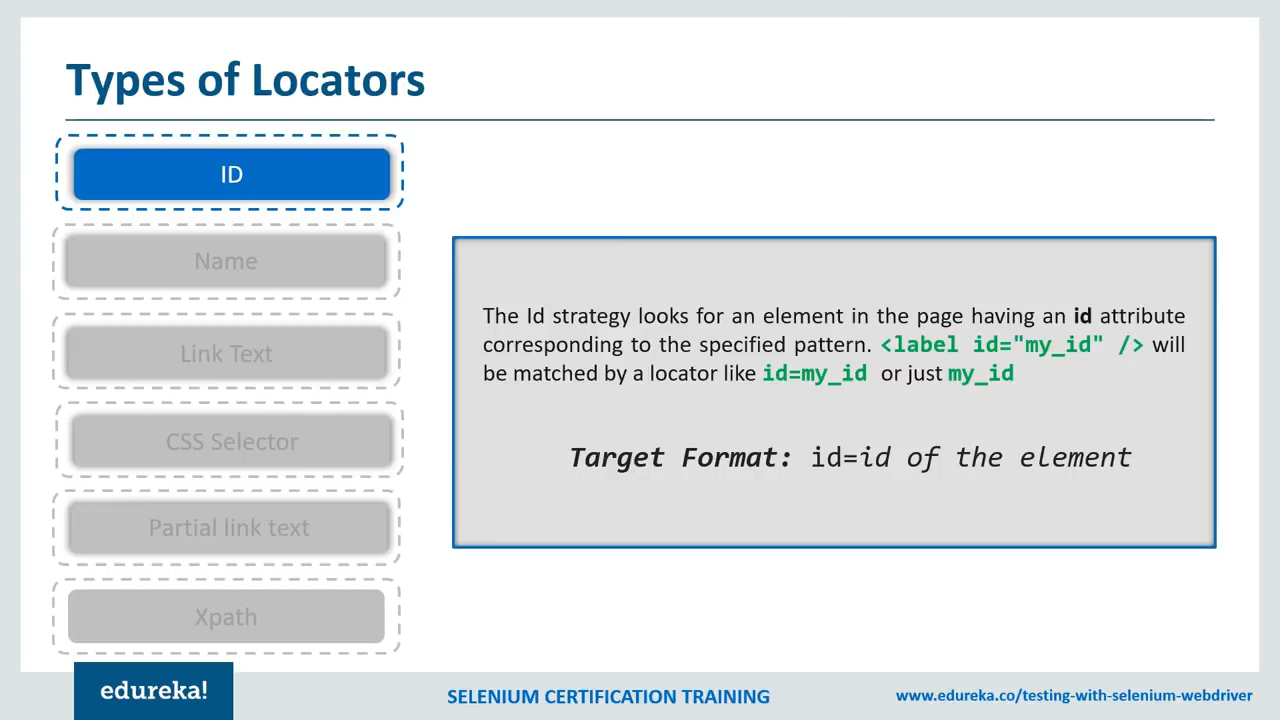 Types of Locators
ID
Name
Link Text
CSS Selector
Partial link text
Xpath
The Id strategy looks for an element in the page having an id attribute
corresponding to the specified pattern. <label id="my_id" /> will
be matched by a locator like id=my_id or just my_id
Target Format: id=id of the element
edureka!
SELENIUM CERTIFICATION TRAINING
www.edureka.co/testing-with-selenium-webdriver